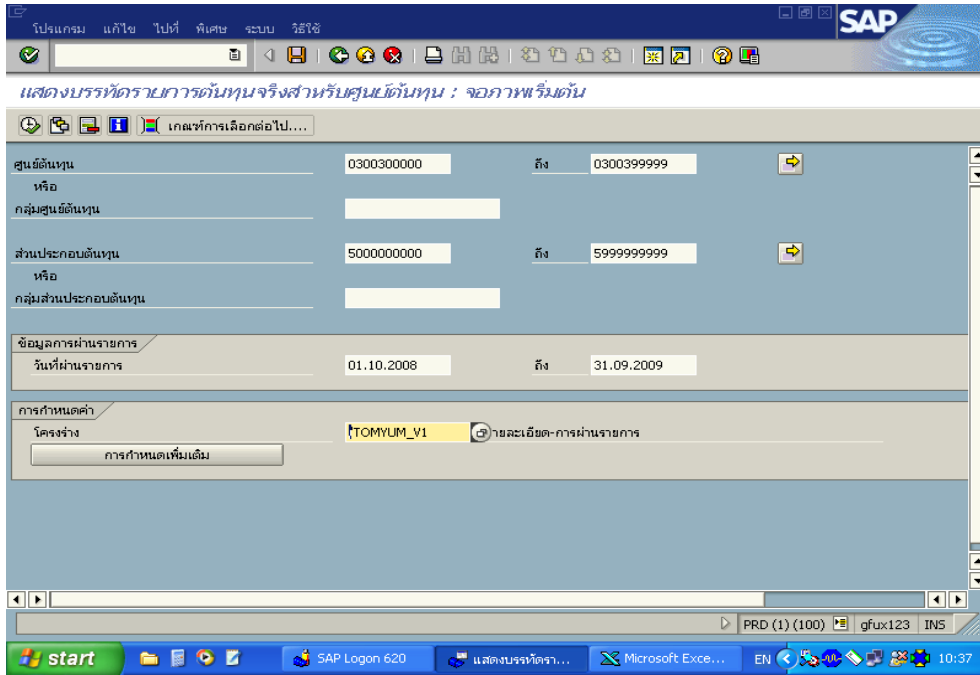 โปรแกรม แก้ไข ไปที่ พิเศษ ระบบ วิธีใช้
SAP
แสดงบรรทัดรายการต้นทุนจริงสำหรับศูนย์ต้นทุน : จอภาพเริ่มต้น
เกณฑ์การเลือกต่อไป....
ศูนย์ต้นทุน 0300300000 ถึง 0300399999
หรือ
กลุ่มศูนย์ต้นทุน
ส่วนประกอบต้นทุน 5000000000 ถึง 5999999999
หรือ
กลุ่มส่วนประกอบต้นทุน
ข้อมูลการผ่านรายการ
วันที่ผ่านรายการ 01.10.2008 ถึง 31.09.2009
การกำหนดค่า
โครงร่าง TOMYUM_V1 ายละเอียด-การผ่านรายการ
การกำหนดเพิ่มเติม
PRD (1) (100) gfux123 INS
start SAP Logon 620 แสดงบรรทัดรา... Microsoft Exce... EN 10:37